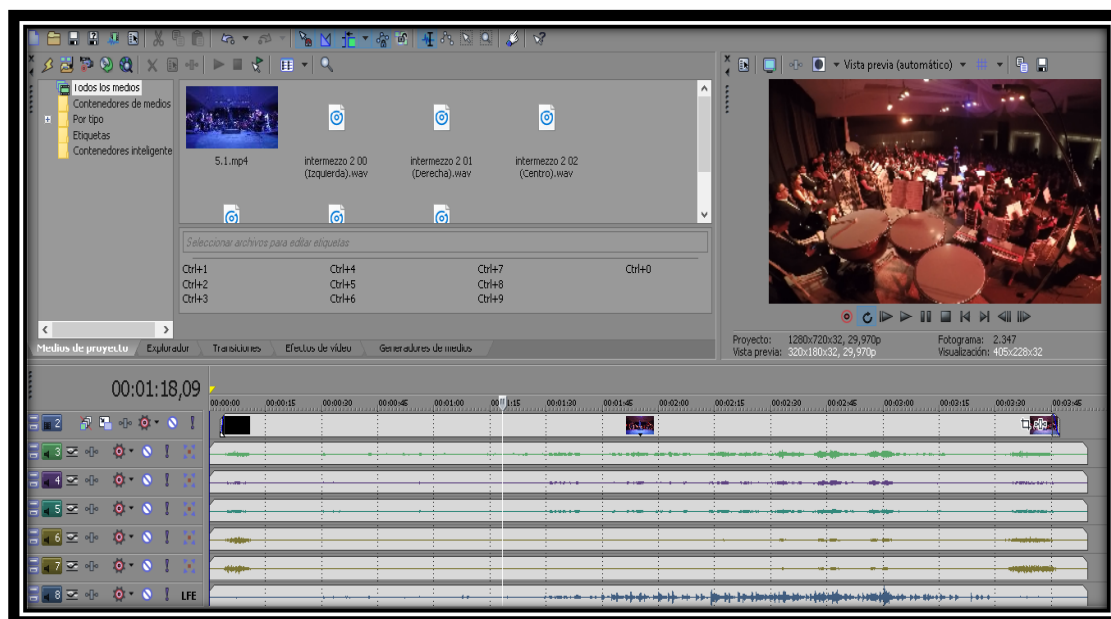 Vista previa (automático)
Todos los medios
Contenedores de medios
Por tipo
Etiquetas
Contenedores inteligente
5.1.mp4
intermezzo 2 00
(Izquierda).wav
intermezzo 2 01
(Derecha).wav
intermezzo 2 02
(Centro).wav
Seleccionar archivos para editar etiquetas
Ctrl+1 Ctrl+4 Ctrl+7 Ctrl+0
Ctrl+2 Ctrl+5 Ctrl+8
Ctrl+3 Ctrl+6 Ctrl+9
Medios de proyecto Explorador Transiciones Efectos de vídeo Generadores de medios
Proyecto: 1280x720x32, 29,970p Fotograma: 2.347
Vista previa: 320x180x32, 29,970p Visualización: 405x228x32
00:01:18,09
00:00:00 00:00:15 00:00:30 00:00:45 00:01:00 00:01:15 00:01:30 00:01:45 00:02:00 00:02:15 00:02:30 00:02:45 00:03:00 00:03:15 00:03:30 00:03:45
2
3
4
5
6
7
8 LFE